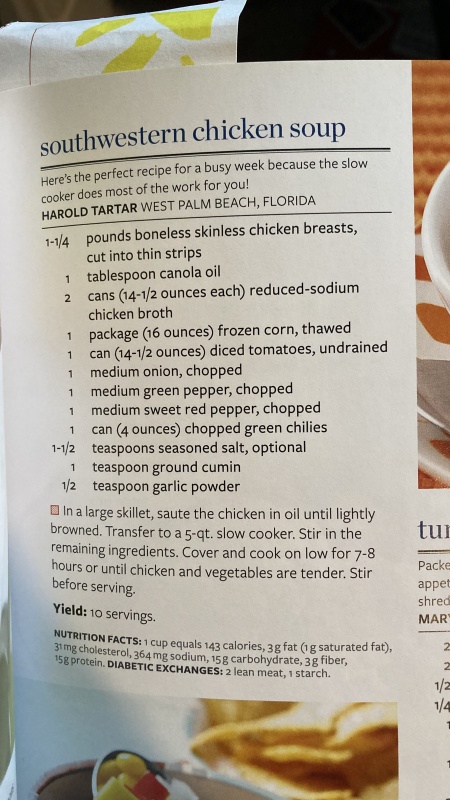 southwestern chicken soup
Here's the perfect recipe for a busy week because the slow
cooker does most of the work for you!
HAROLD TARTAR WEST PALM BEACH, FLORIDA
1-1/4 pounds boneless skinless chicken breasts,
cut into thin strips
1 tablespoon canola oil
2 cans (14-1/2 ounces each) reduced-sodium
chicken broth
1 package (16 ounces) frozen corn, thawed
1 can (14-1/2 ounces) diced tomatoes, undrained
1 medium onion, chopped
1 medium green pepper, chopped
1 medium sweet red pepper, chopped
1 can (4 ounces) chopped green chilies
1-1/2 teaspoons seasoned salt, optional
1 teaspoon ground cumin
1/2 teaspoon garlic powder
In a large skillet, saute the chicken in oil until lightly
browned. Transfer to a 5-qt. slow cooker. Stir in the
remaining ingredients. Cover and cook on low for 7-8
hours or until chicken and vegetables are tender. Stir
before serving.
Yield: 10 servings.
NUTRITION FACTS: 1 cup equals 143 calories, 3 g fat (1 g saturated fat),
31 mg cholesterol, 364 mg sodium, 15 g carbohydrate, 3 g fiber,
15 g protein. DIABETIC EXCHANGES: 2 lean meat, 1 starch.
tur
Packe
appet
shred
MARY
2
2
1/2
1/4
1
1